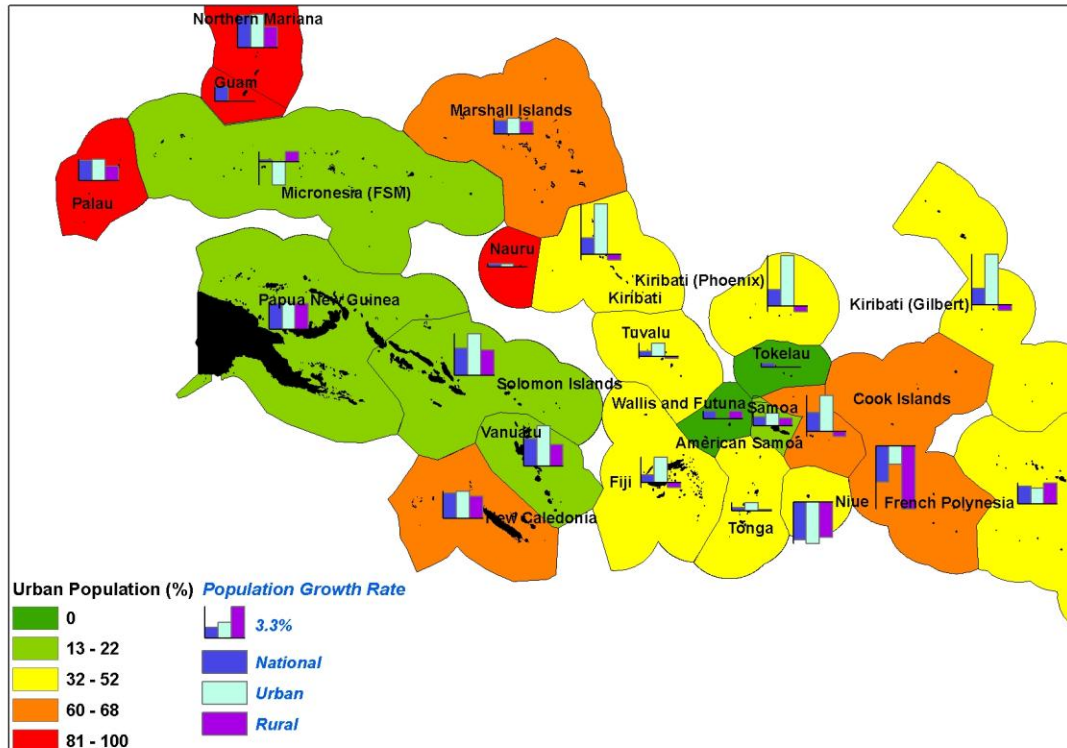 Northern Mariana
Guam
Marshall Islands
Palau
Micronesia (FSM)
Nauru
Kiribati (Phoenix)
Kiribati
Kiribati (Gilbert)
Papua New Guinea
Tuvalu
Tokelau
Solomon Islands
Wallis and Futuna
Samoa
Cook Islands
Vanuatu
American Samoa
Fiji
Niue
French Polynesia
New Caledonia
Tonga
Urban Population (%)
0
13 - 22
32 - 52
60 - 68
81 - 100
Population Growth Rate
3.3%
National
Urban
Rural